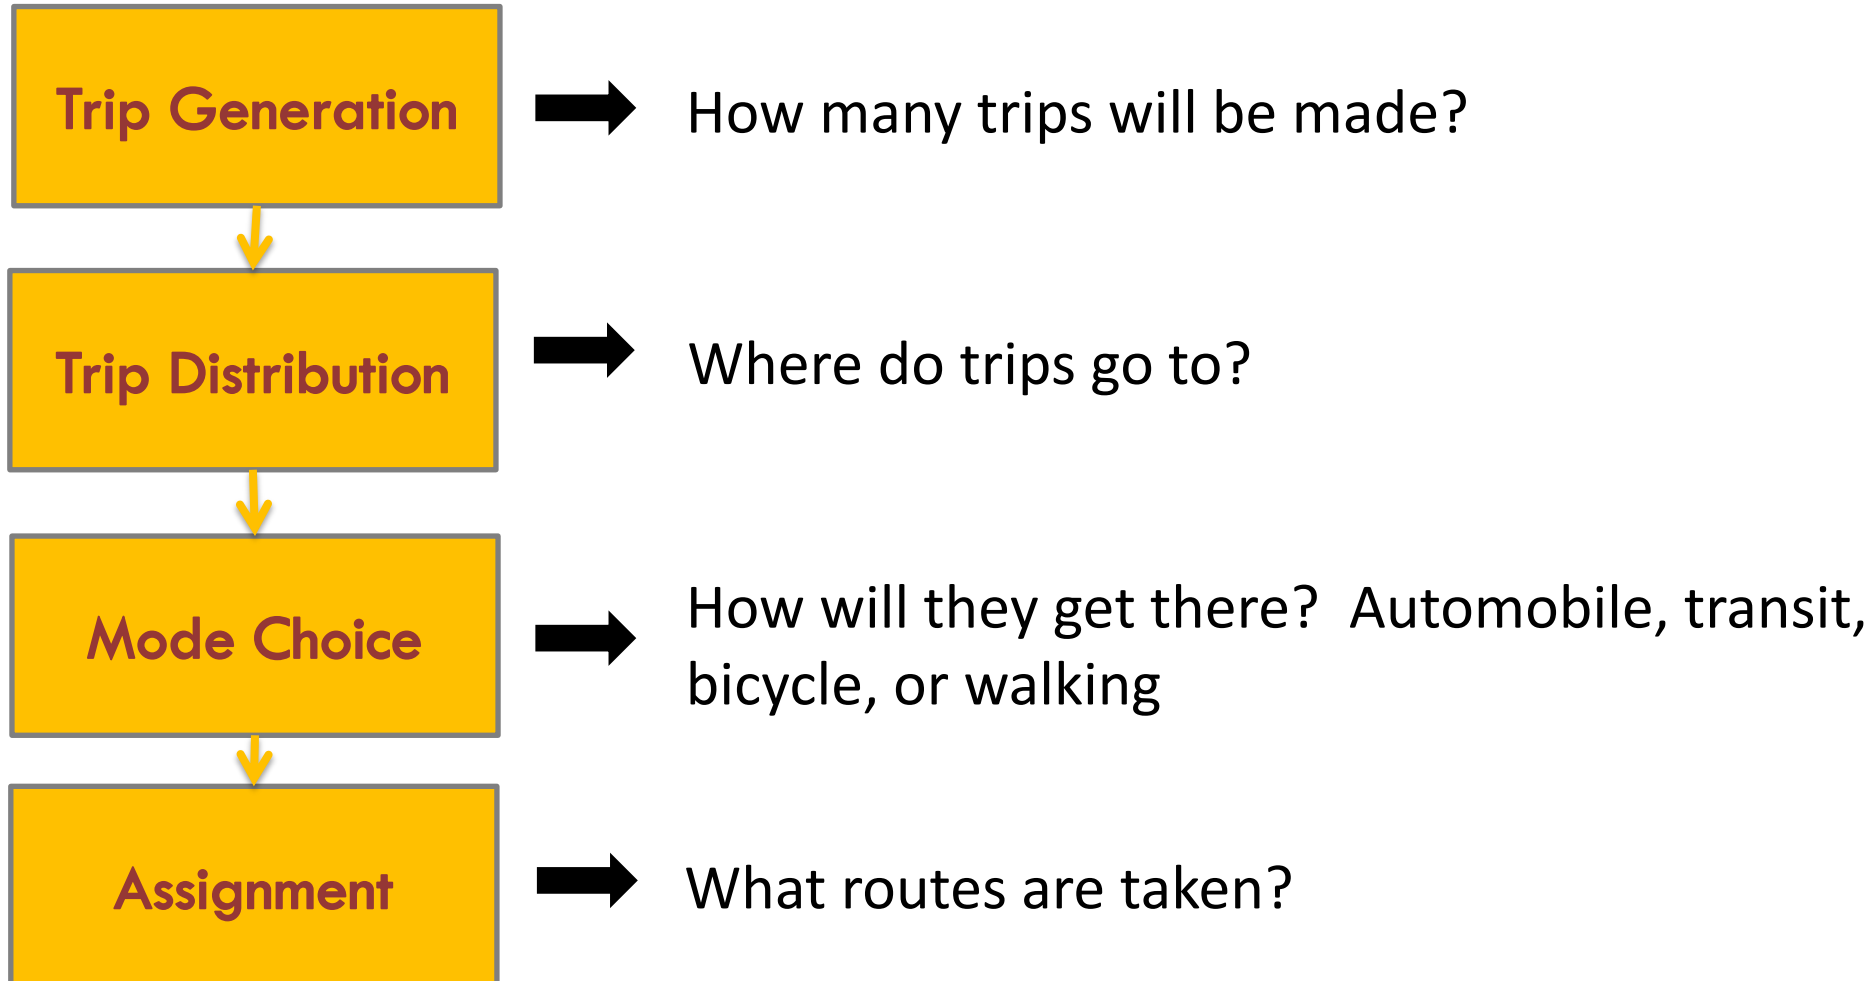 Trip Generation
How many trips will be made?
Trip Distribution
Where do trips go to?
Mode Choice
How will they get there?  Automobile, transit,
bicycle, or walking
Assignment
What routes are taken?